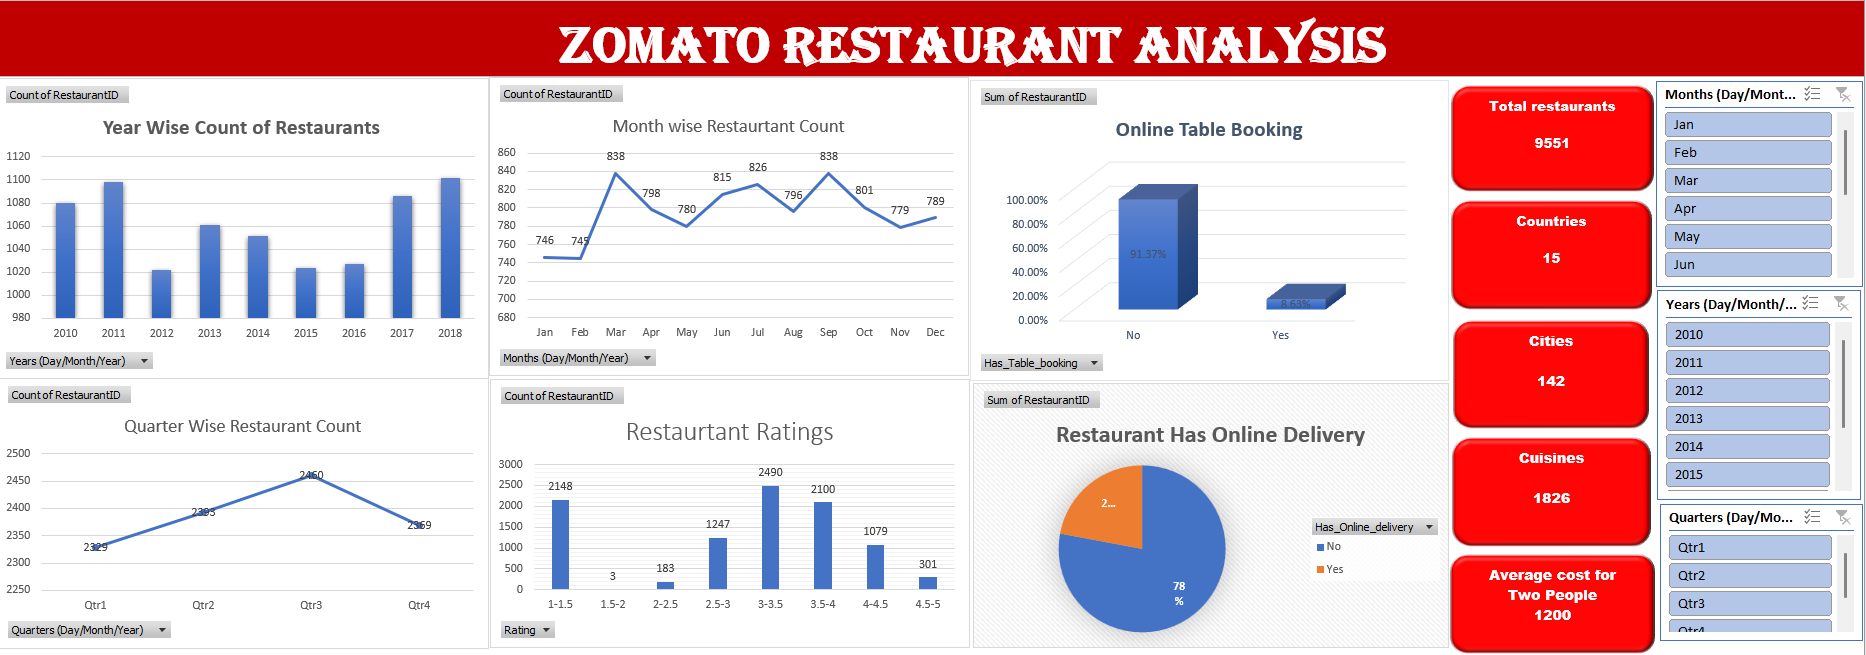 ZOMATO RESTAURANT ANALYSIS
Count of RestaurantID
Year Wise Count of Restaurants
1120
1100
1080
1060
1040
1020
1000
980
2010 2011 2012 2013 2014 2015 2016 2017 2018
Years (Day/Month/Year)
Count of RestaurantID
Month wise Restaurtant Count
860
840
820
800
780
760
740
720
700
680
746 745 838 798 780 815 826 796 838 801 779 789
Jan Feb Mar Apr May Jun Jul Aug Sep Oct Nov Dec
Months (Day/Month/Year)
Sum of RestaurantID
Online Table Booking
100.00%
80.00%
60.00%
40.00%
20.00%
0.00%
91.37% 8.63%
No Yes
Has_Table_booking
Count of RestaurantID
Quarter Wise Restaurant Count
2500
2450
2400
2350
2300
2250
2329 2393 2460 2369
Qtr1 Qtr2 Qtr3 Qtr4
Quarters (Day/Month/Year)
Count of RestaurantID
Restaurtant Ratings
3000
2500
2000
1500
1000
500
0
2148 3 183 1247 2490 2100 1079 301
1-1.5 1.5-2 2-2.5 2.5-3 3-3.5 3.5-4 4-4.5 4.5-5
Rating
Sum of RestaurantID
Restaurant Has Online Delivery
2...
78
%
Has_Online_delivery
No
Yes
Total restaurants
9551
Countries
15
Cities
142
Cuisines
1826
Average cost for
Two People
1200
Months (Day/Mont...
Jan
Feb
Mar
Apr
May
Jun
Years (Day/Month/...
2010
2011
2012
2013
2014
2015
Quarters (Day/Mo...
Qtr1
Qtr2
Qtr3
Qtr4